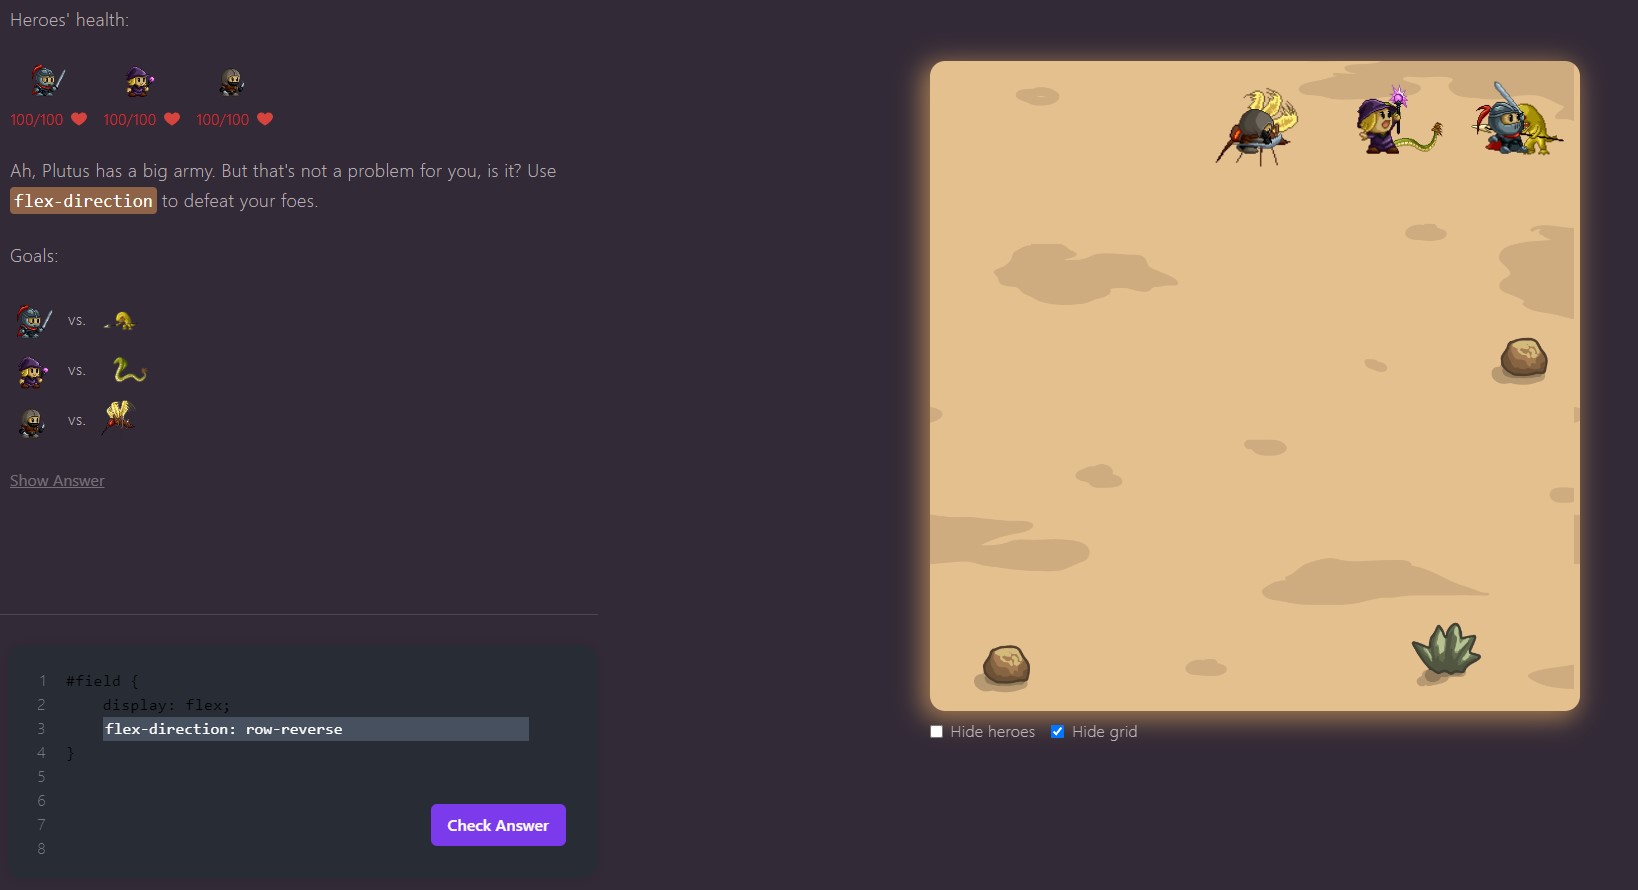 Heroes' health:
100/100 100/100 100/100
Ah, Plutus has a big army. But that's not a problem for you, is it? Use
flex-direction to defeat your foes.
Goals:
vs.
vs.
vs.
Show Answer
1 #field {
2 display: flex;
3 flex-direction: row-reverse
4 }
5
6
7
8
Check Answer
Hide heroes Hide grid